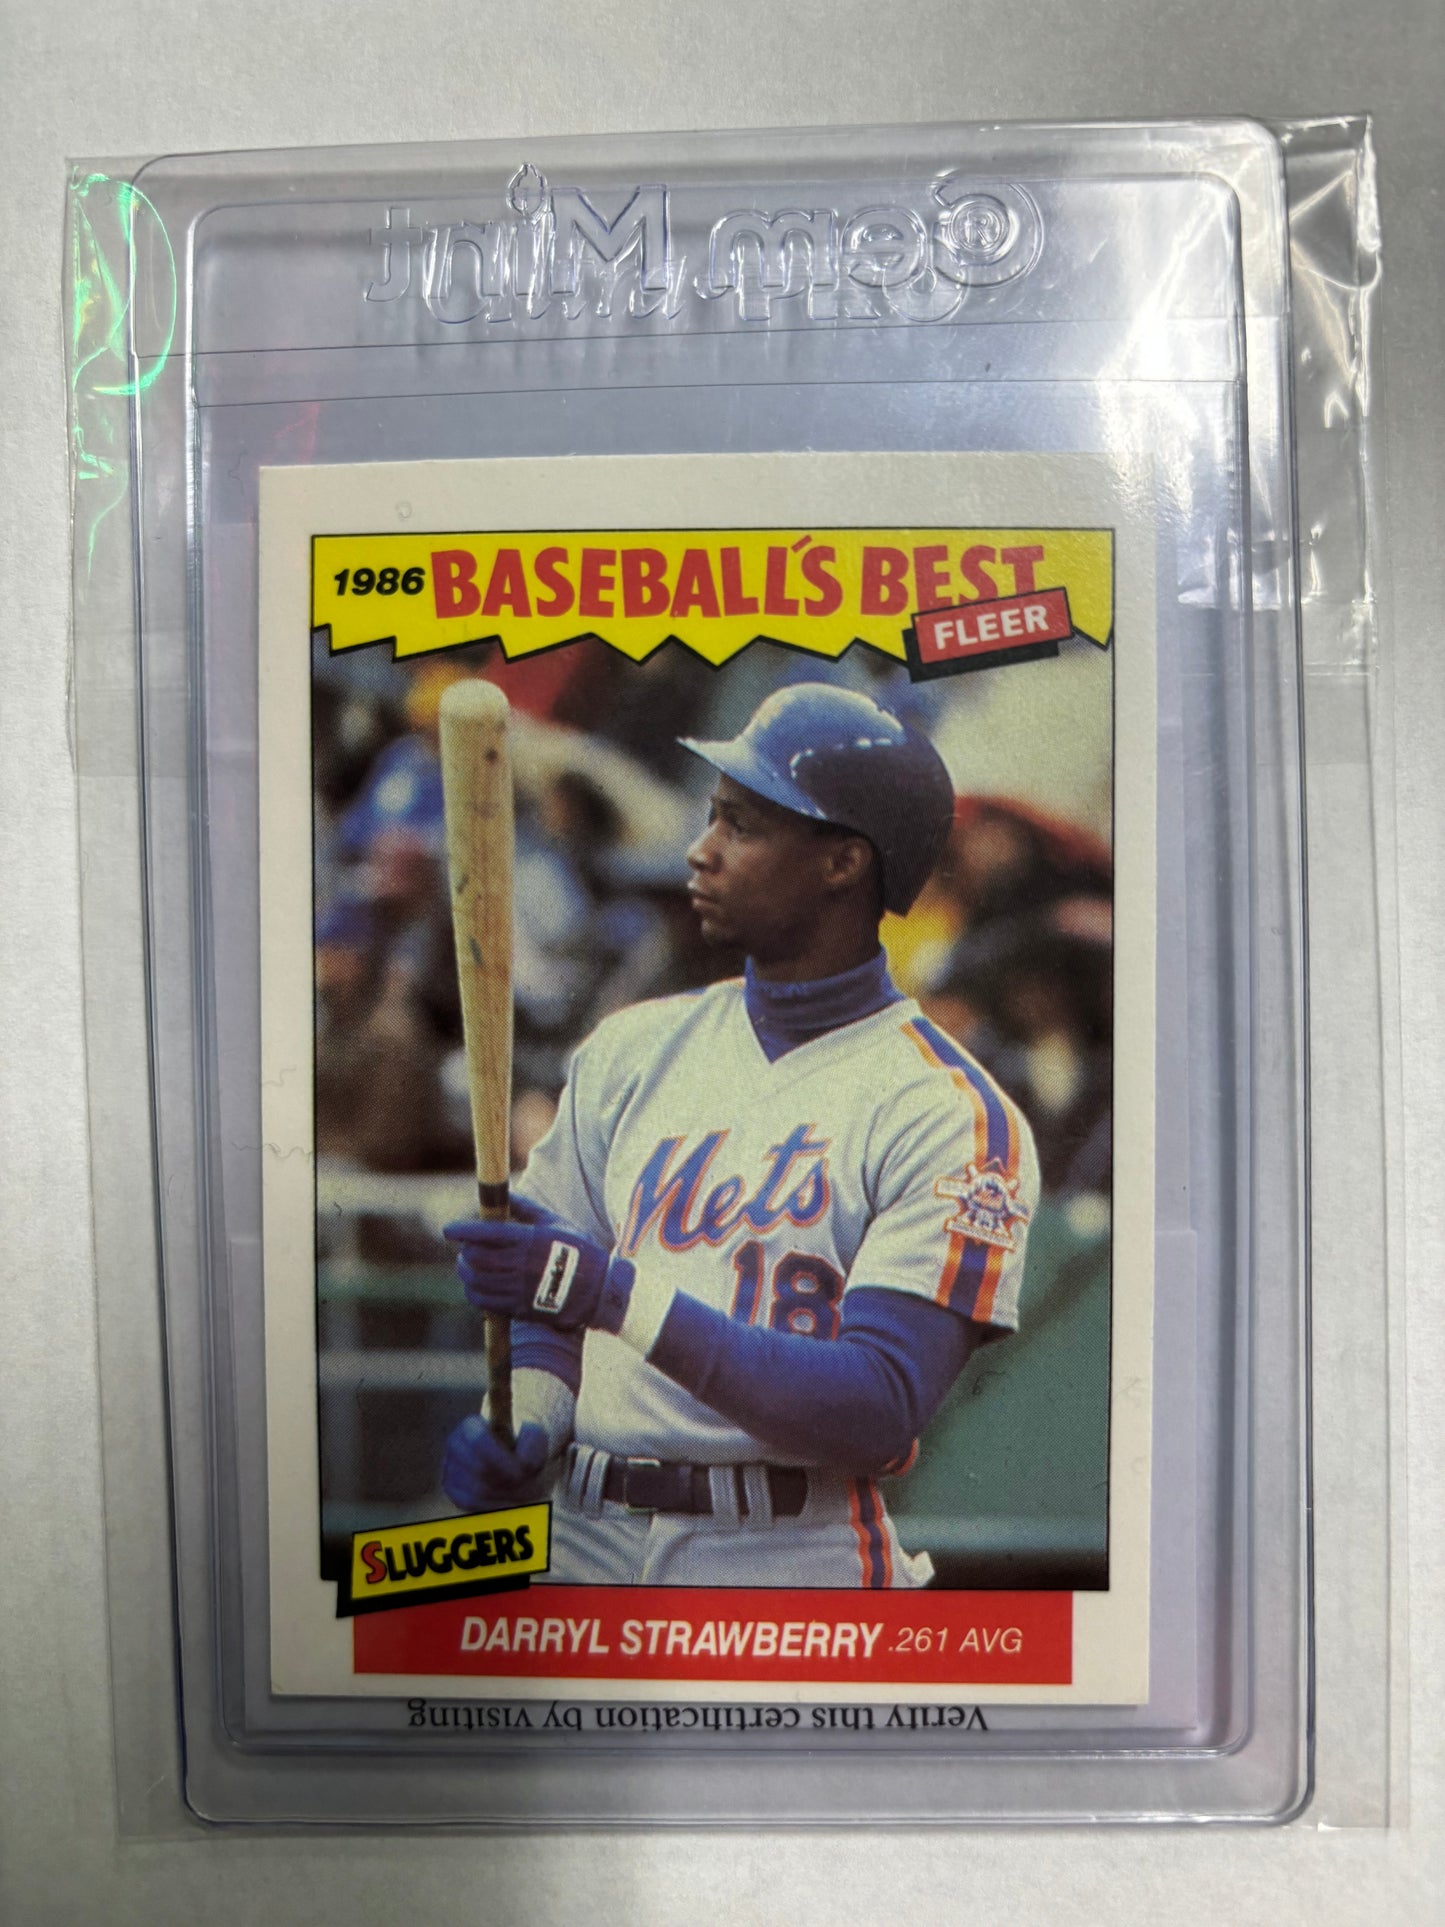 Gem Mint®
1986 BASEBALL'S BEST
FLEER
Mets
18
SLUGGERS
DARRYL STRAWBERRY .261 AVG
Verify this certification by visiting